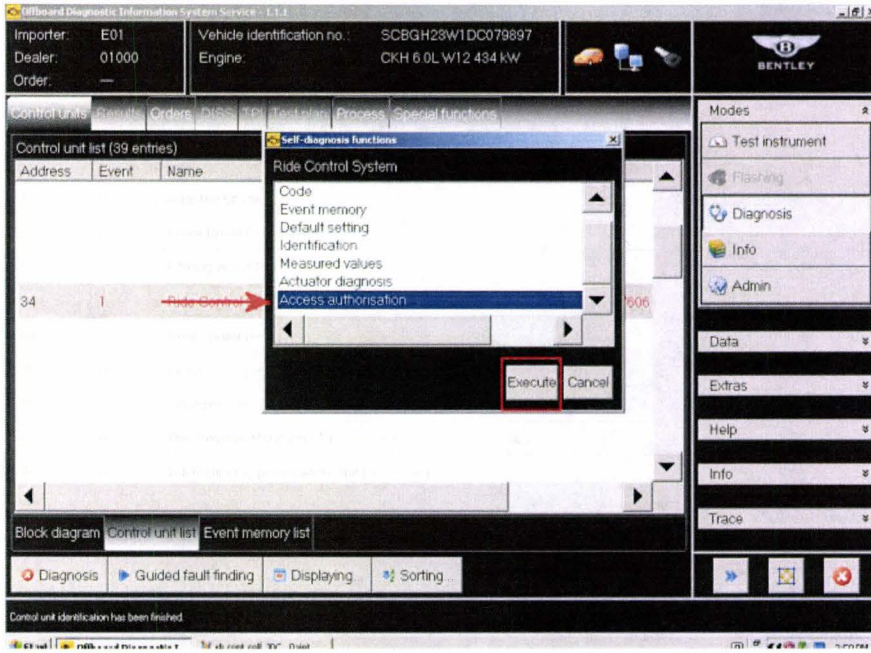 Offboard Diagnostic Information System Service - 1.1.1
Importer: E01
Dealer: 01000
Order: —
Vehicle identification no.: SCBGH23W1DC079897
Engine: CKH 6.0L W12 434 kW
BENTLEY
Control units Results Orders DISS TPI Test plan Process Special functions
Control unit list (39 entries)
Address Event Name
34 1 Ride Control
606
Self-diagnosis functions
Ride Control System
Code
Event memory
Default setting
Identification
Measured values
Actuator diagnosis
Access authorisation
Execute Cancel
Block diagram Control unit list Event memory list
Diagnosis Guided fault finding Displaying... Sorting...
Control unit identification has been finished.
Modes
Test instrument
Flashing
Diagnosis
Info
Admin
Data
Extras
Help
Info
Trace